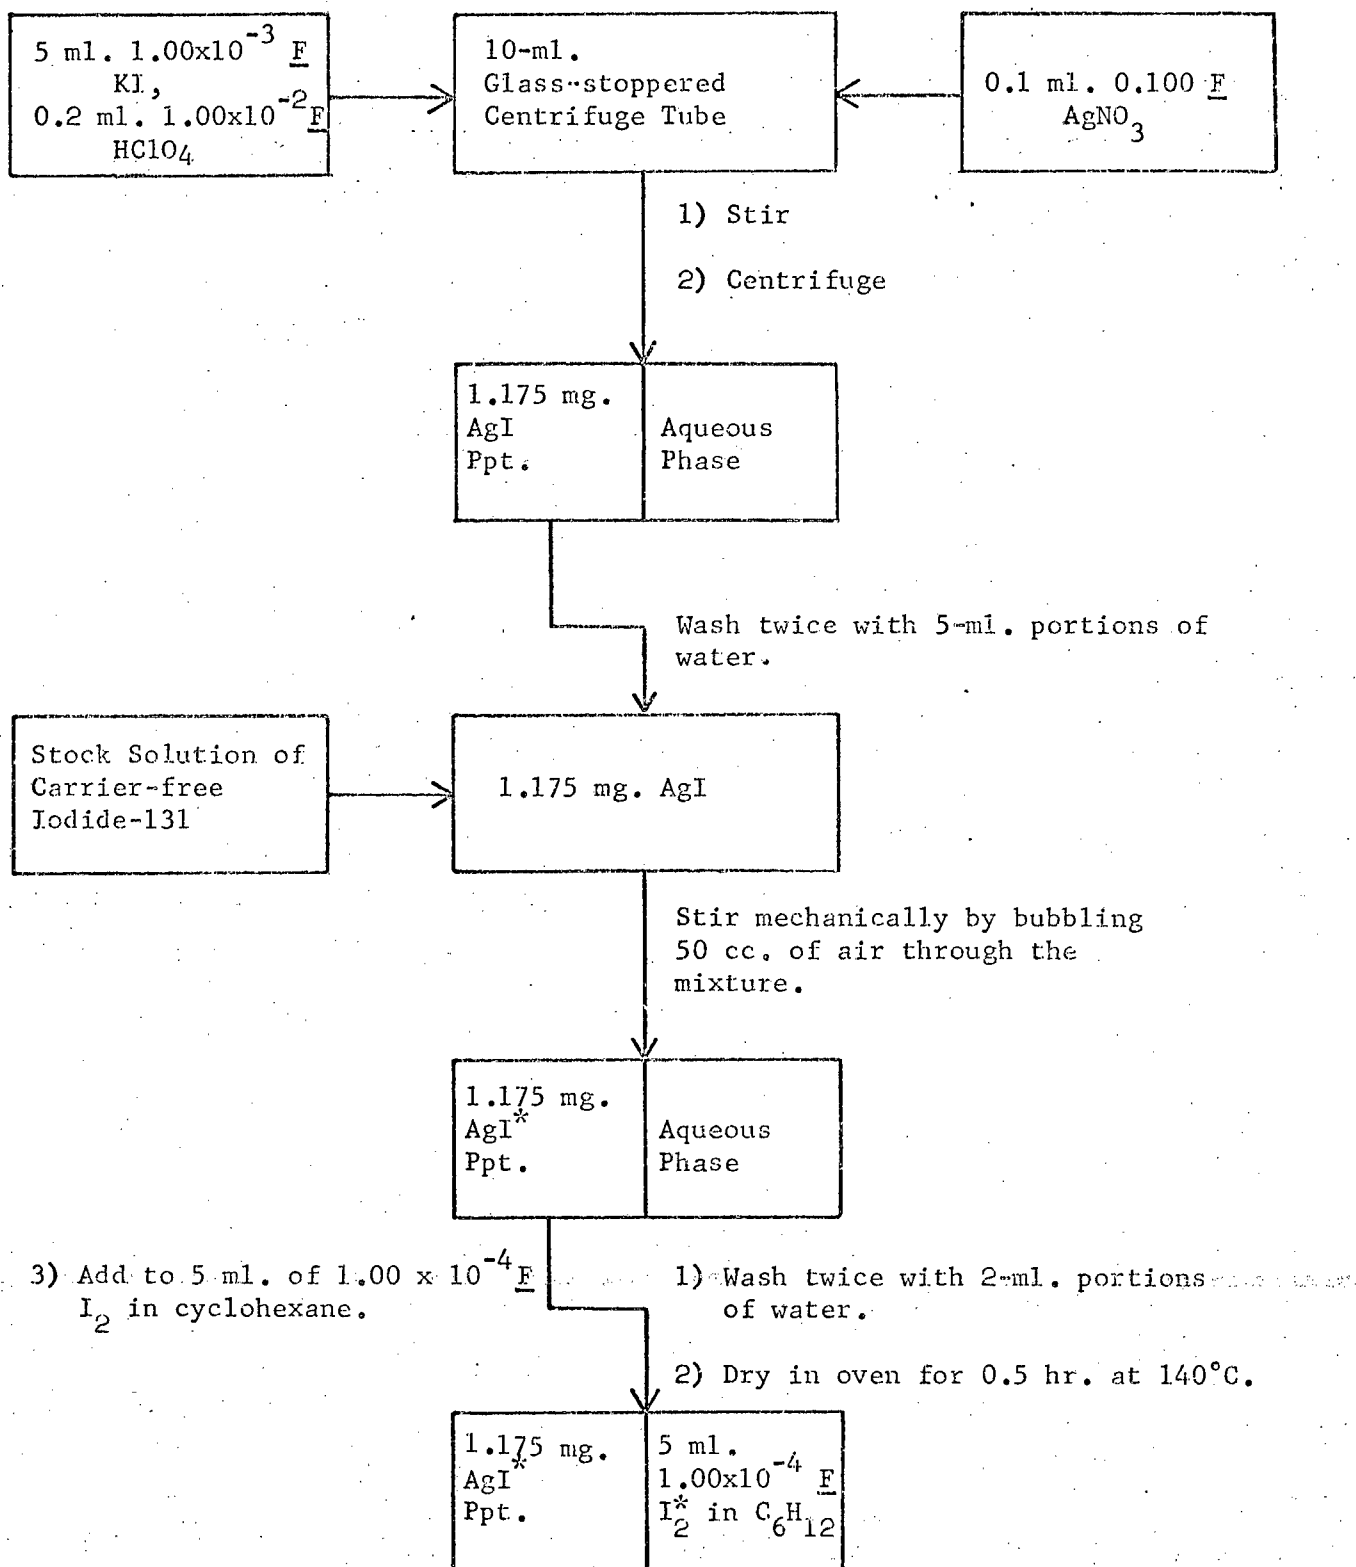 5 ml. 1.00x10⁻³ F
KI,
0.2 ml. 1.00x10⁻² F
HClO₄
10-ml.
Glass-stoppered
Centrifuge Tube
0.1 ml. 0.100 F
AgNO₃
1) Stir
2) Centrifuge
1.175 mg.
AgI
Ppt.
Aqueous
Phase
Wash twice with 5-ml. portions of
water.
Stock Solution of
Carrier-free
Iodide-131
1.175 mg. AgI
Stir mechanically by bubbling
50 cc. of air through the
mixture.
1.175 mg.
AgI*
Ppt.
Aqueous
Phase
3) Add to 5 ml. of 1.00 x 10⁻⁴ F
I₂ in cyclohexane.
1) Wash twice with 2-ml. portions
of water.
2) Dry in oven for 0.5 hr. at 140°C.
1.175 mg.
AgI*
Ppt.
5 ml.
1.00x10⁻⁴ F
I₂* in C₆H₁₂